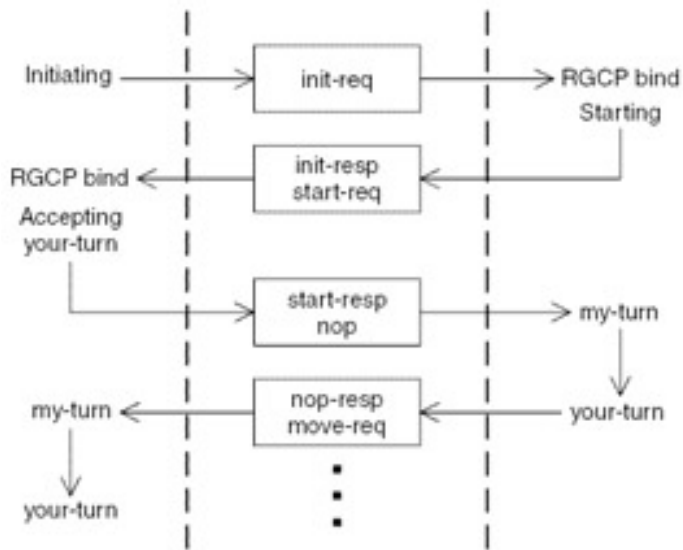 Initiating
init-req
RGCP bind
Starting
init-resp
start-req
RGCP bind
Accepting
your-turn
start-resp
nop
my-turn
your-turn
nop-resp
move-req
my-turn
your-turn